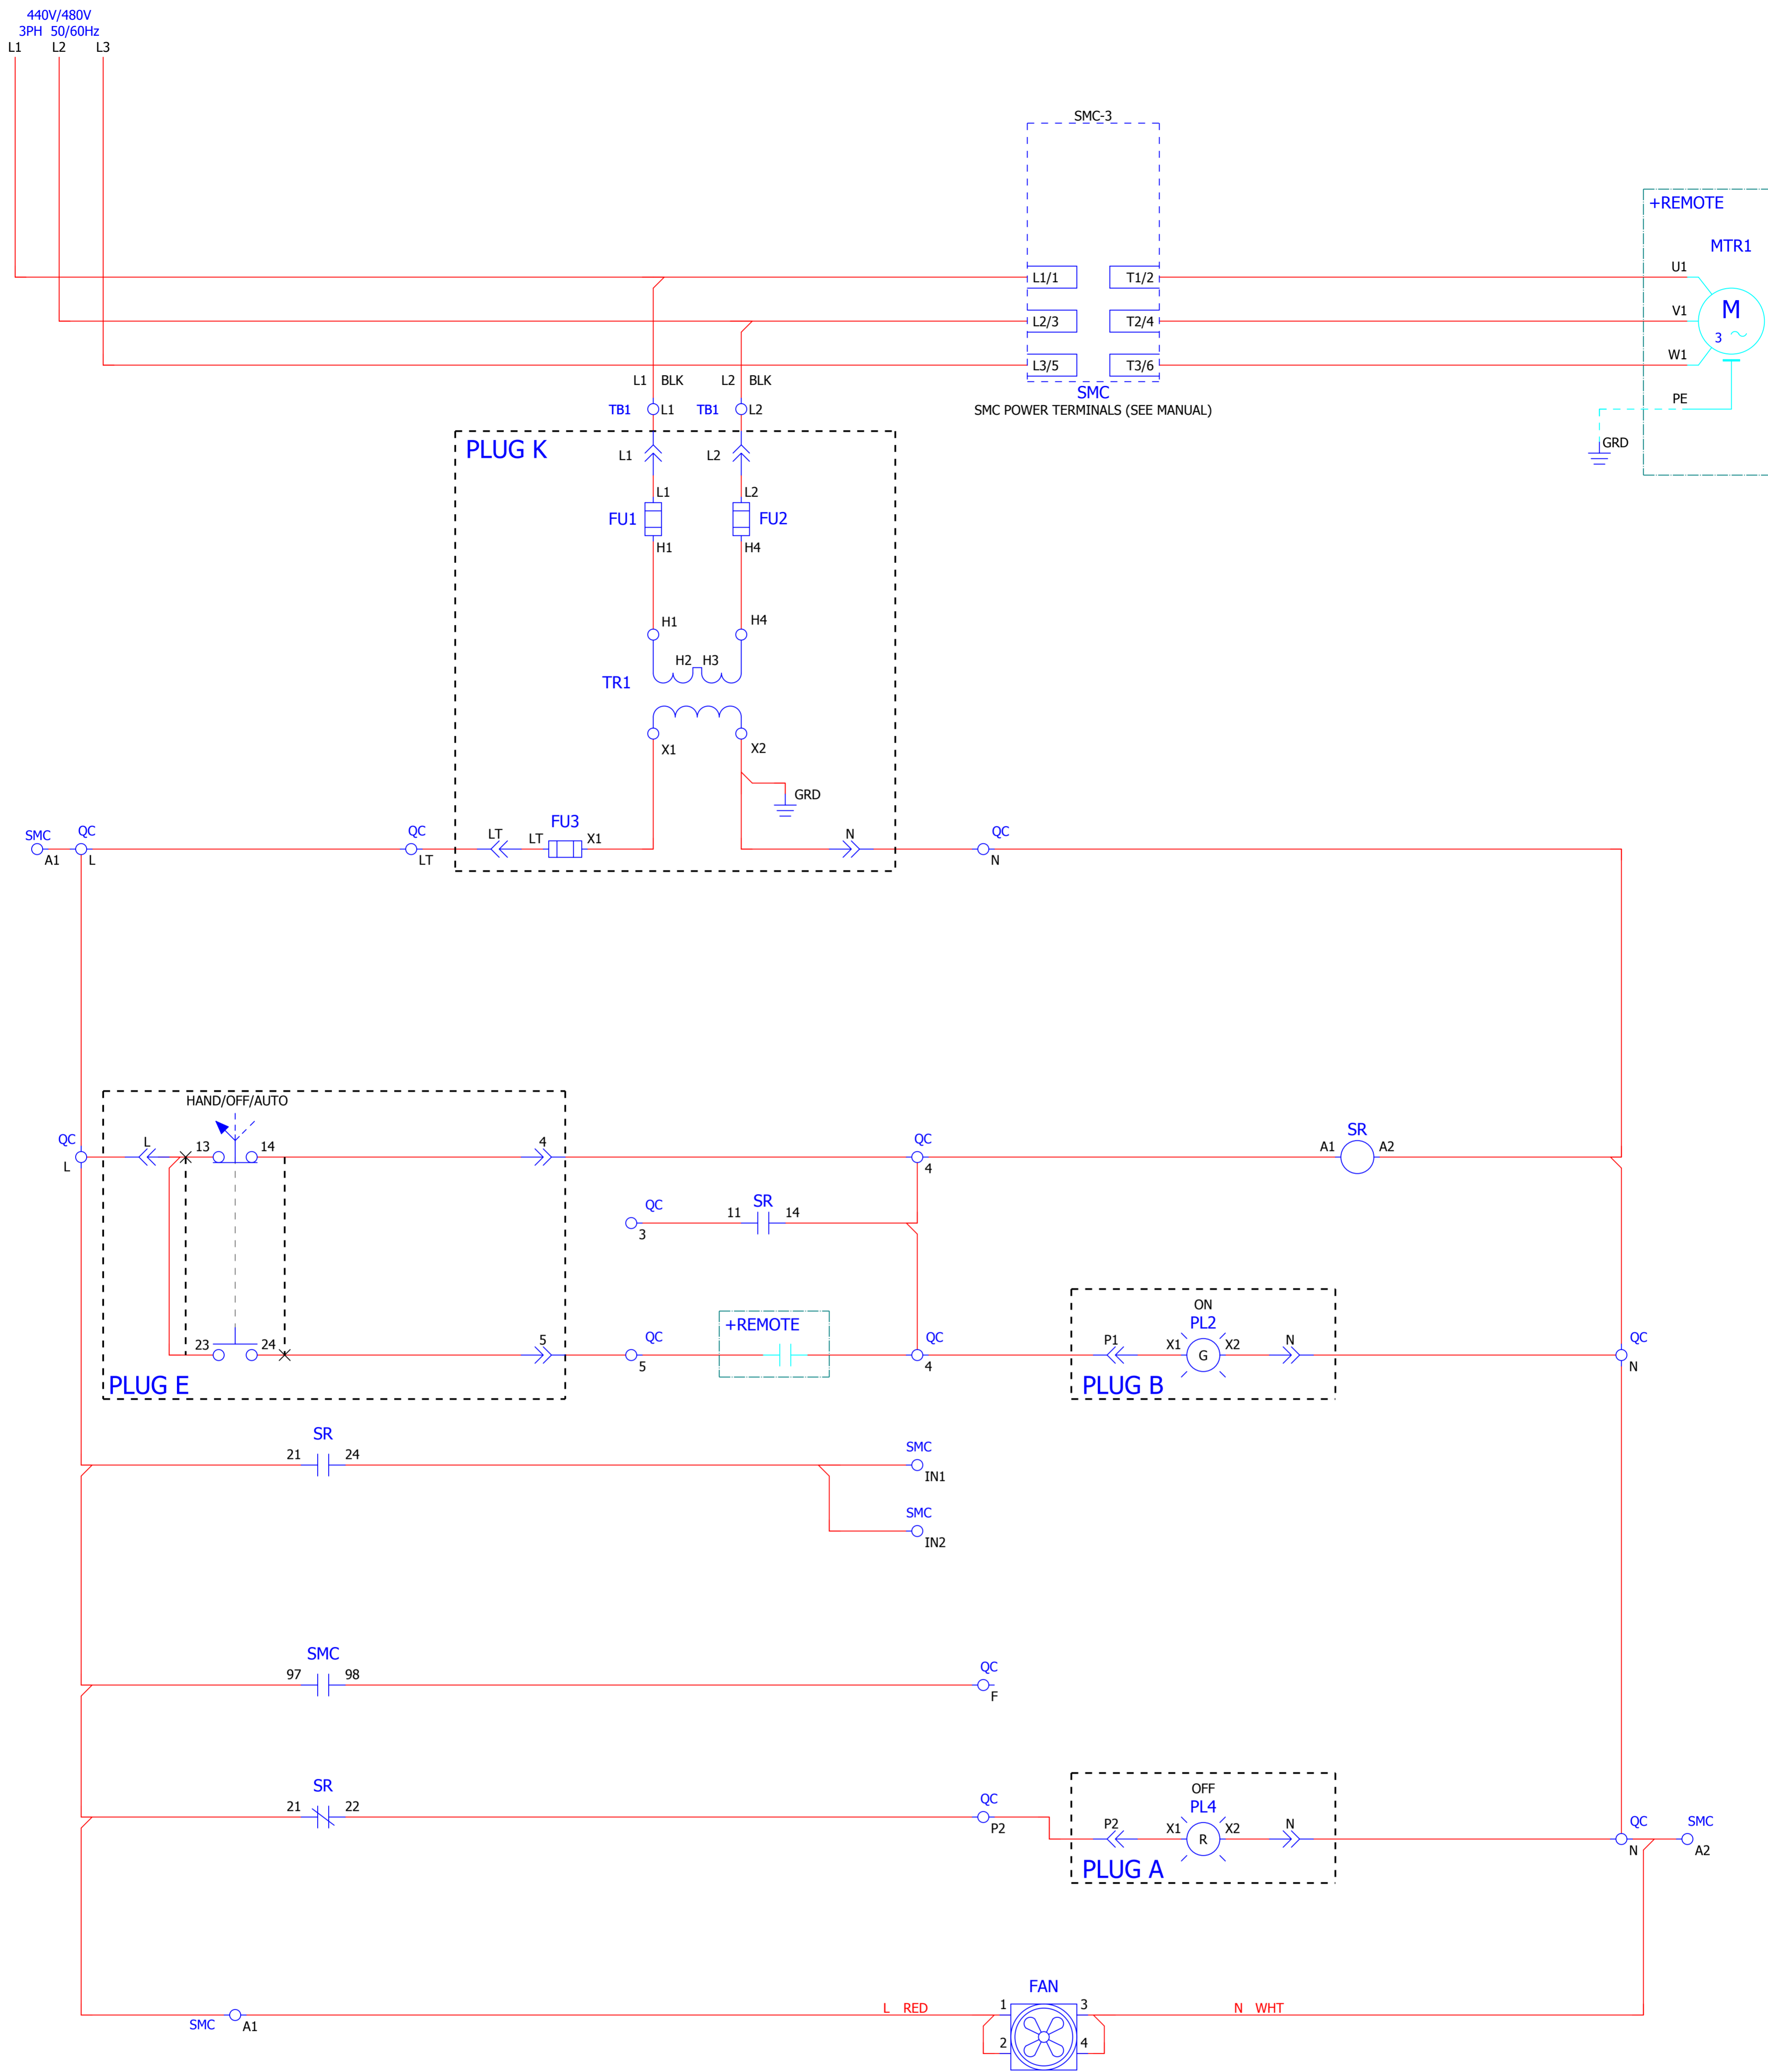 440V/480V
3PH 50/60Hz
L1 L2 L3
SMC-3
+REMOTE
MTR1
L1/1 T1/2 U1
L2/3 T2/4 V1
M
3
L3/5 T3/6 W1
SMC
SMC POWER TERMINALS (SEE MANUAL)
PE
GRD
L1 BLK L2 BLK
TB1 L1 TB1 L2
PLUG K
L1 L2
L1 L2
FU1 FU2
H1 H4
H1 H4
H2 H3
TR1
X1 X2
GRD
SMC QC QC LT LT FU3 X1 N QC
A1 L LT N
HAND/OFF/AUTO
QC L 13 14 4 QC A1 SR A2
L 4
QC 11 SR 14
3
+REMOTE
ON
PL2
23 24 5 QC QC P1 X1 G X2 N QC
5 4 N
PLUG E
PLUG B
SR
21 24 SMC
IN1
SMC
IN2
SMC
97 98 QC
F
SR
21 22 QC
P2
OFF
PL4
P2 X1 R X2 N QC SMC
N A2
PLUG A
FAN
L RED 1 3 N WHT
SMC A1
2 4